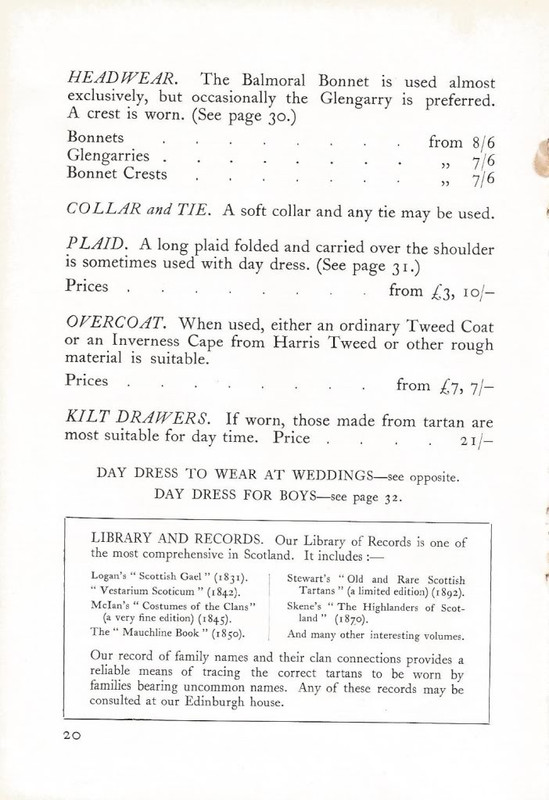 HEADWEAR. The Balmoral Bonnet is used almost
exclusively, but occasionally the Glengarry is preferred.
A crest is worn. (See page 30.)
Bonnets . . . . . . . from 8/6
Glengarries . . . . . . . . „ 7/6
Bonnet Crests . . . . . . „ 7/6
COLLAR and TIE. A soft collar and any tie may be used.
PLAID. A long plaid folded and carried over the shoulder
is sometimes used with day dress. (See page 31.)
Prices . . . . . . . . from £3, 10/–
OVERCOAT. When used, either an ordinary Tweed Coat
or an Inverness Cape from Harris Tweed or other rough
material is suitable.
Prices . . . . . . . . from £7, 7/–
KILT DRAWERS. If worn, those made from tartan are
most suitable for day time. Price . . . . 21/–
DAY DRESS TO WEAR AT WEDDINGS—see opposite.
DAY DRESS FOR BOYS—see page 32.
LIBRARY AND RECORDS. Our Library of Records is one of
the most comprehensive in Scotland. It includes :—
Logan's “ Scottish Gael ” (1831).
“ Vestiarium Scoticum ” (1842).
McIan's “ Costumes of the Clans”
(a very fine edition) (1845).
The “ Mauchline Book ” (1850).
Stewart's “ Old and Rare Scottish
Tartans ” (a limited edition) (1892).
Skene's “ The Highlanders of Scot-
land ” (1870).
And many other interesting volumes.
Our record of family names and their clan connections provides a
reliable means of tracing the correct tartans to be worn by
families bearing uncommon names. Any of these records may be
consulted at our Edinburgh house.
20